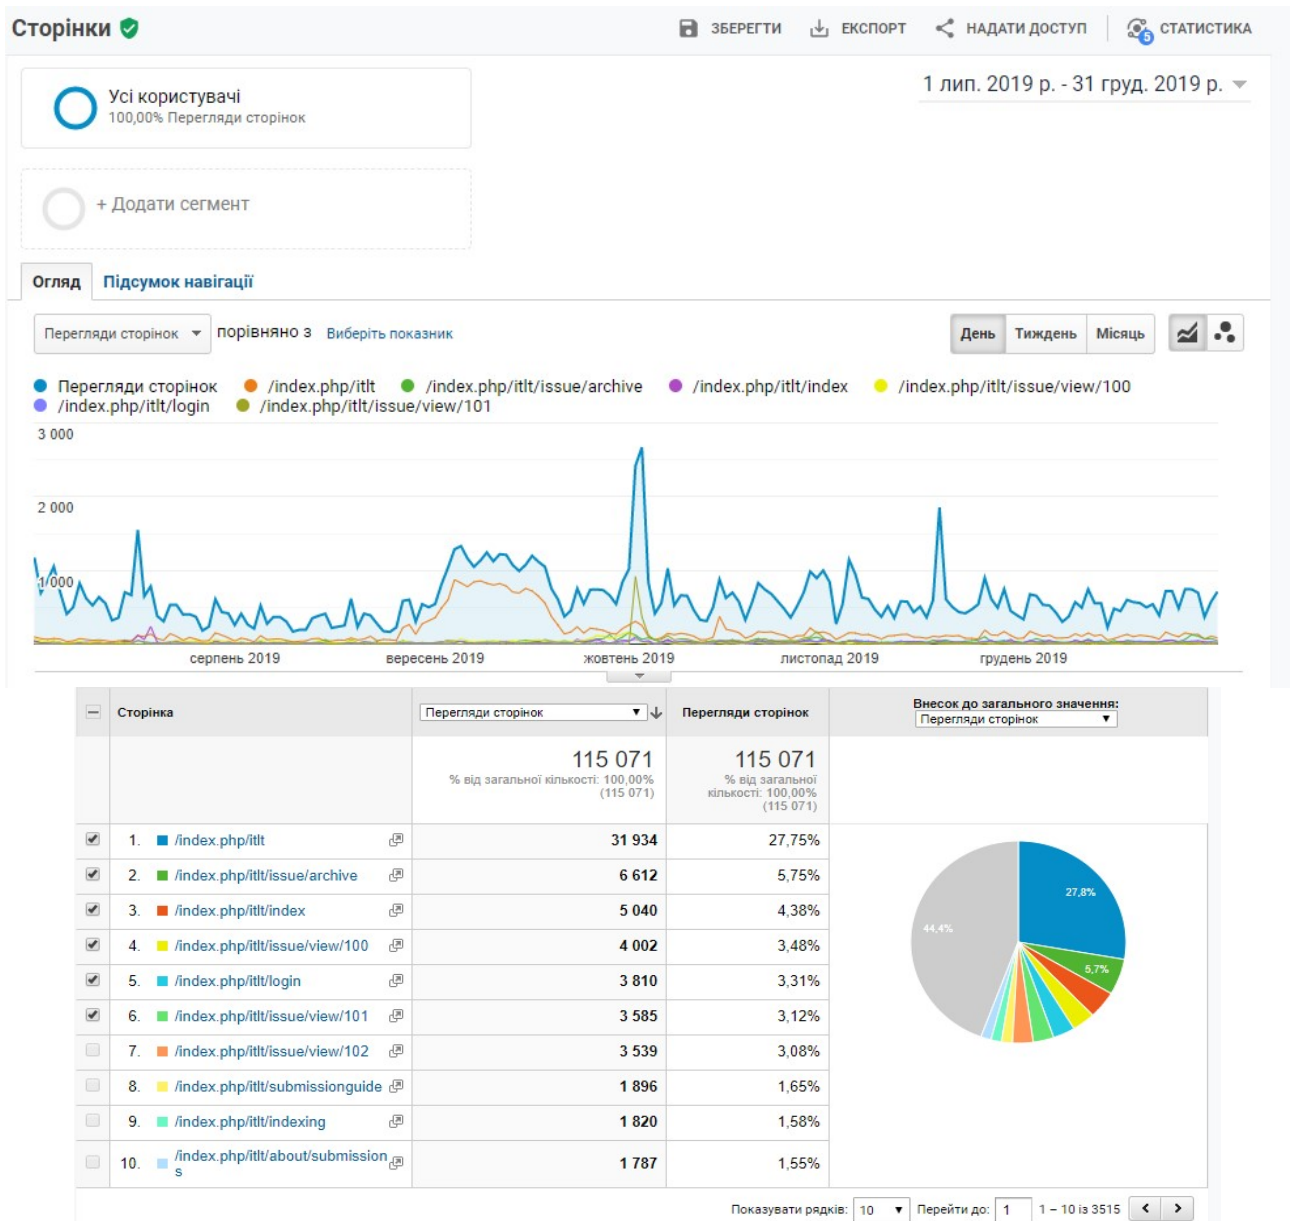 Сторінки
ЗБЕРЕГТИ ЕКСПОРТ НАДАТИ ДОСТУП 5 СТАТИСТИКА
Усі користувачі
100,00% Перегляди сторінок
1 лип. 2019 р. - 31 груд. 2019 р.
+ Додати сегмент
Огляд Підсумок навігації
Перегляди сторінок порівняно з Виберіть показник
День Тиждень Місяць
Перегляди сторінок /index.php/itlt /index.php/itlt/issue/archive /index.php/itlt/index /index.php/itlt/issue/view/100
/index.php/itlt/login /index.php/itlt/issue/view/101
3 000
2 000
1 000
серпень 2019 вересень 2019 жовтень 2019 листопад 2019 грудень 2019
Сторінка Перегляди сторінок Перегляди сторінок Внесок до загального значення:
Перегляди сторінок
115 071 115 071
% від загальної кількості: 100,00% % від загальної
(115 071) кількості: 100,00%
(115 071)
1. /index.php/itlt 31 934 27,75%
2. /index.php/itlt/issue/archive 6 612 5,75%
3. /index.php/itlt/index 5 040 4,38%
4. /index.php/itlt/issue/view/100 4 002 3,48%
5. /index.php/itlt/login 3 810 3,31%
6. /index.php/itlt/issue/view/101 3 585 3,12%
7. /index.php/itlt/issue/view/102 3 539 3,08%
8. /index.php/itlt/submissionguide 1 896 1,65%
9. /index.php/itlt/indexing 1 820 1,58%
10. /index.php/itlt/about/submission 1 787 1,55%
s
27,8%
44,4%
5,7%
Показувати рядків: 10 Перейти до: 1 1 – 10 із 3515